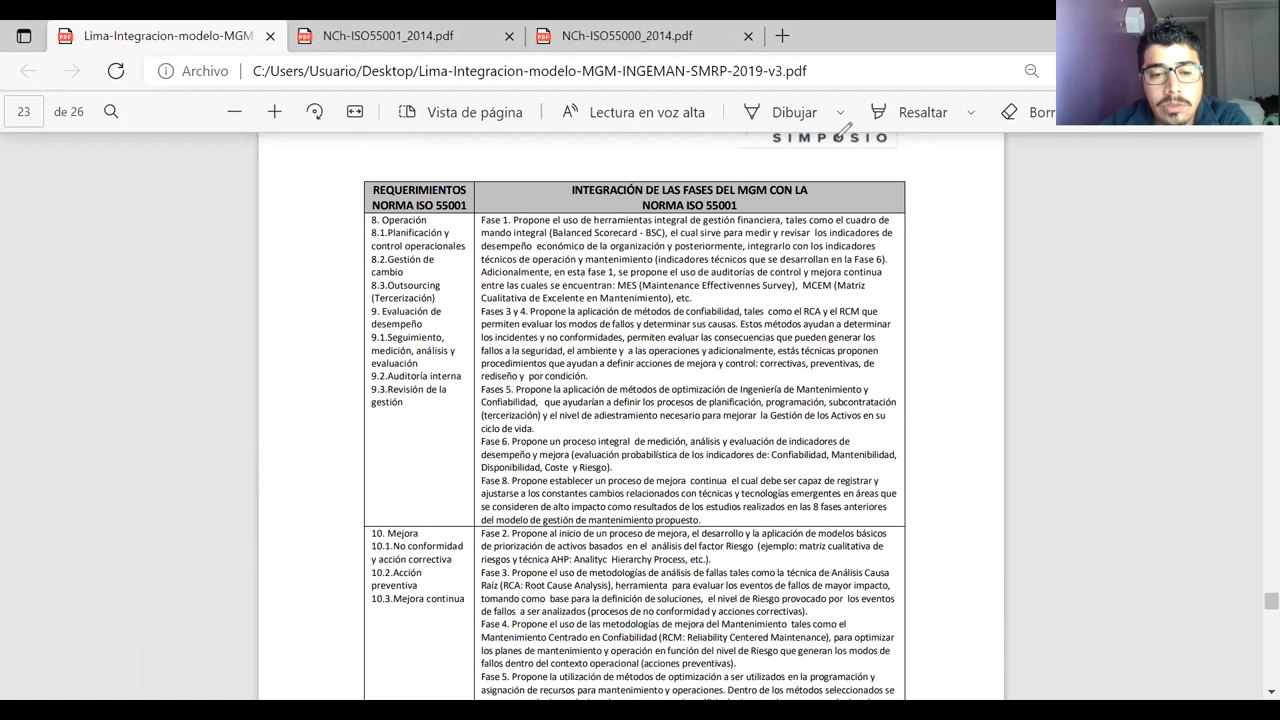 Lima-Integracion-modelo-MGM
NCh-ISO55001_2014.pdf
NCh-ISO55000_2014.pdf
Archivo
C:/Users/Usuario/Desktop/Lima-Integracion-modelo-MGM-INGEMAN-SMRP-2019-v3.pdf
23
de 26
Vista de página
Lectura en voz alta
Dibujar
Resaltar
Borr
SIMPOSIO
REQUERIMIENTOS
NORMA ISO 55001
INTEGRACIÓN DE LAS FASES DEL MGM CON LA
NORMA ISO 55001
8. Operación
8.1.Planificación y
control operacionales
8.2.Gestión de
cambio
8.3.Outsourcing
(Tercerización)
9. Evaluación de
desempeño
9.1.Seguimiento,
medición, análisis y
evaluación
9.2.Auditoría interna
9.3.Revisión de la
gestión
Fase 1. Propone el uso de herramientas integral de gestión financiera, tales como el cuadro de
mando integral (Balanced Scorecard - BSC), el cual sirve para medir y revisar los indicadores de
desempeño económico de la organización y posteriormente, integrarlo con los indicadores
técnicos de operación y mantenimiento (indicadores técnicos que se desarrollan en la Fase 6).
Adicionalmente, en esta fase 1, se propone el uso de auditorías de control y mejora continua
entre las cuales se encuentran: MES (Maintenance Effectivennes Survey), MCEM (Matriz
Cualitativa de Excelente en Mantenimiento), etc.
Fases 3 y 4. Propone la aplicación de métodos de confiabilidad, tales como el RCA y el RCM que
permiten evaluar los modos de fallos y determinar sus causas. Estos métodos ayudan a determinar
los incidentes y no conformidades, permiten evaluar las consecuencias que pueden generar los
fallos a la seguridad, el ambiente y a las operaciones y adicionalmente, estás técnicas proponen
procedimientos que ayudan a definir acciones de mejora y control: correctivas, preventivas, de
rediseño y por condición.
Fases 5. Propone la aplicación de métodos de optimización de Ingeniería de Mantenimiento y
Confiabilidad, que ayudarían a definir los procesos de planificación, programación, subcontratación
(tercerización) y el nivel de adiestramiento necesario para mejorar la Gestión de los Activos en su
ciclo de vida.
Fase 6. Propone un proceso integral de medición, análisis y evaluación de indicadores de
desempeño y mejora (evaluación probabilística de los indicadores de: Confiabilidad, Mantenibilidad,
Disponibilidad, Coste y Riesgo).
Fase 8. Propone establecer un proceso de mejora continua el cual debe ser capaz de registrar y
ajustarse a los constantes cambios relacionados con técnicas y tecnologías emergentes en áreas que
se consideren de alto impacto como resultados de los estudios realizados en las 8 fases anteriores
del modelo de gestión de mantenimiento propuesto.
10. Mejora
10.1.No conformidad
y acción correctiva
10.2.Acción
preventiva
10.3.Mejora continua
Fase 2. Propone al inicio de un proceso de mejora, el desarrollo y la aplicación de modelos básicos
de priorización de activos basados en el análisis del factor Riesgo (ejemplo: matriz cualitativa de
riesgos y técnica AHP: Analityc Hierarchy Process, etc.).
Fase 3. Propone el uso de metodologías de análisis de fallas tales como la técnica de Análisis Causa
Raíz (RCA: Root Cause Analysis), herramienta para evaluar los eventos de fallos de mayor impacto,
tomando como base para la definición de soluciones, el nivel de Riesgo provocado por los eventos
de fallos a ser analizados (procesos de no conformidad y acciones correctivas).
Fase 4. Propone el uso de las metodologías de mejora del Mantenimiento tales como el
Mantenimiento Centrado en Confiabilidad (RCM: Reliability Centered Maintenance), para optimizar
los planes de mantenimiento y operación en función del nivel de Riesgo que generan los modos de
fallos dentro del contexto operacional (acciones preventivas).
Fase 5. Propone la utilización de métodos de optimización a ser utilizados en la programación y
asignación de recursos para mantenimiento y operaciones. Dentro de los métodos seleccionados se